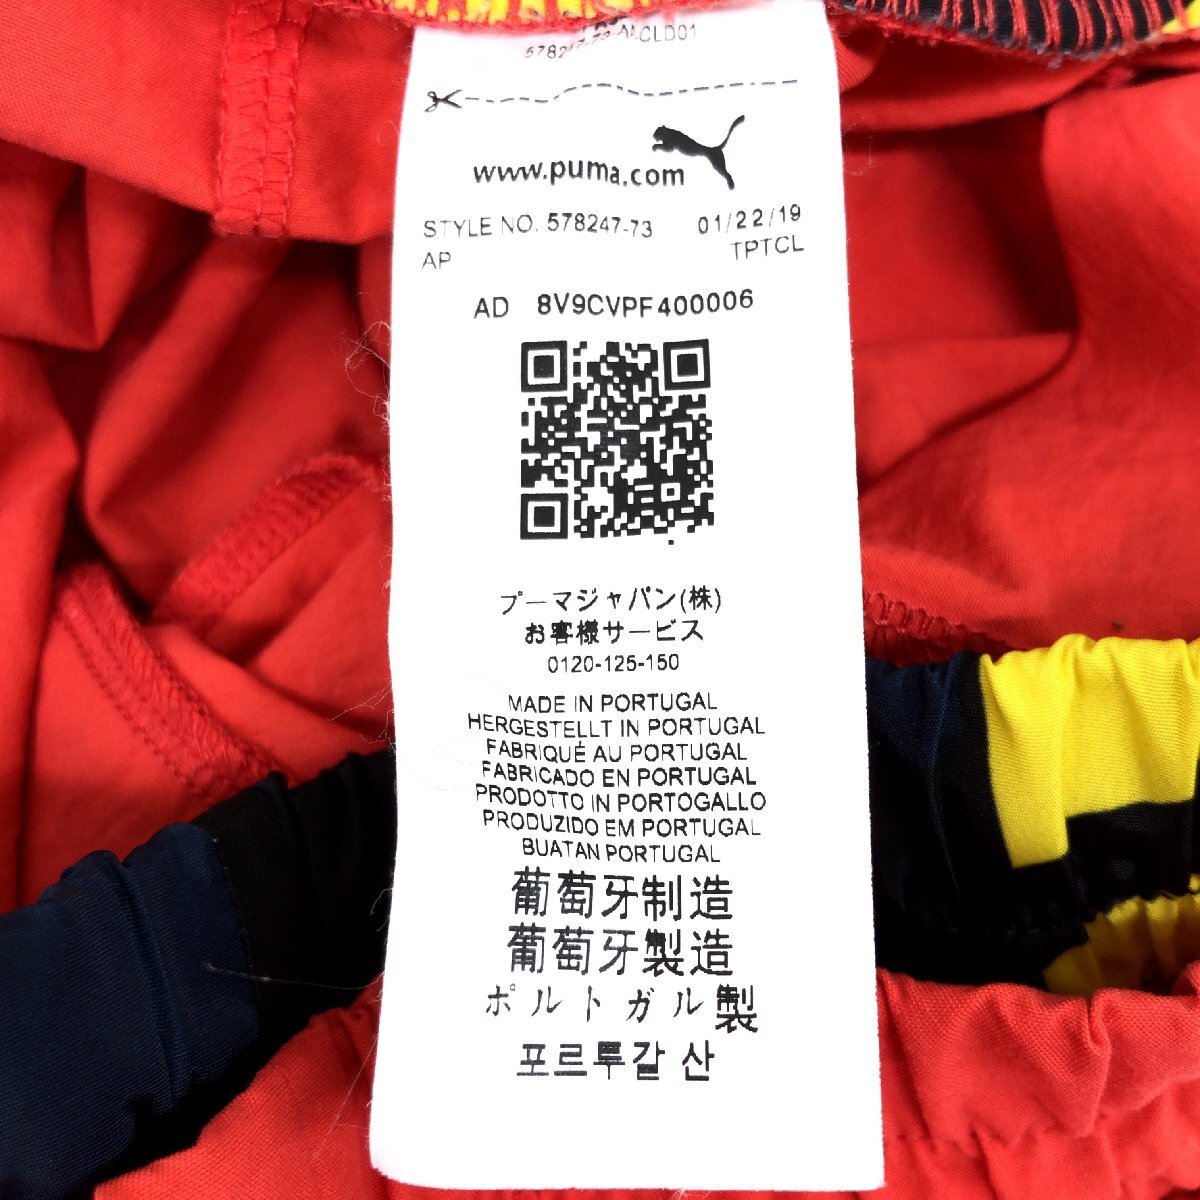 www.puma.com
STYLE NO. 578247-73 01/22/19
AP TPTCL
AD 8V9CVPF400006
プーマジャパン(株)
お客様サービス
0120-125-150
MADE IN PORTUGAL
HERGESTELLT IN PORTUGAL
FABRIQUÉ AU PORTUGAL
FABRICADO EN PORTUGAL
PRODOTTO IN PORTOGALLO
PRODUZIDO EM PORTUGAL
BUATAN PORTUGAL
葡萄牙制造
葡萄牙製造
ポルトガル製
포르투갈 산